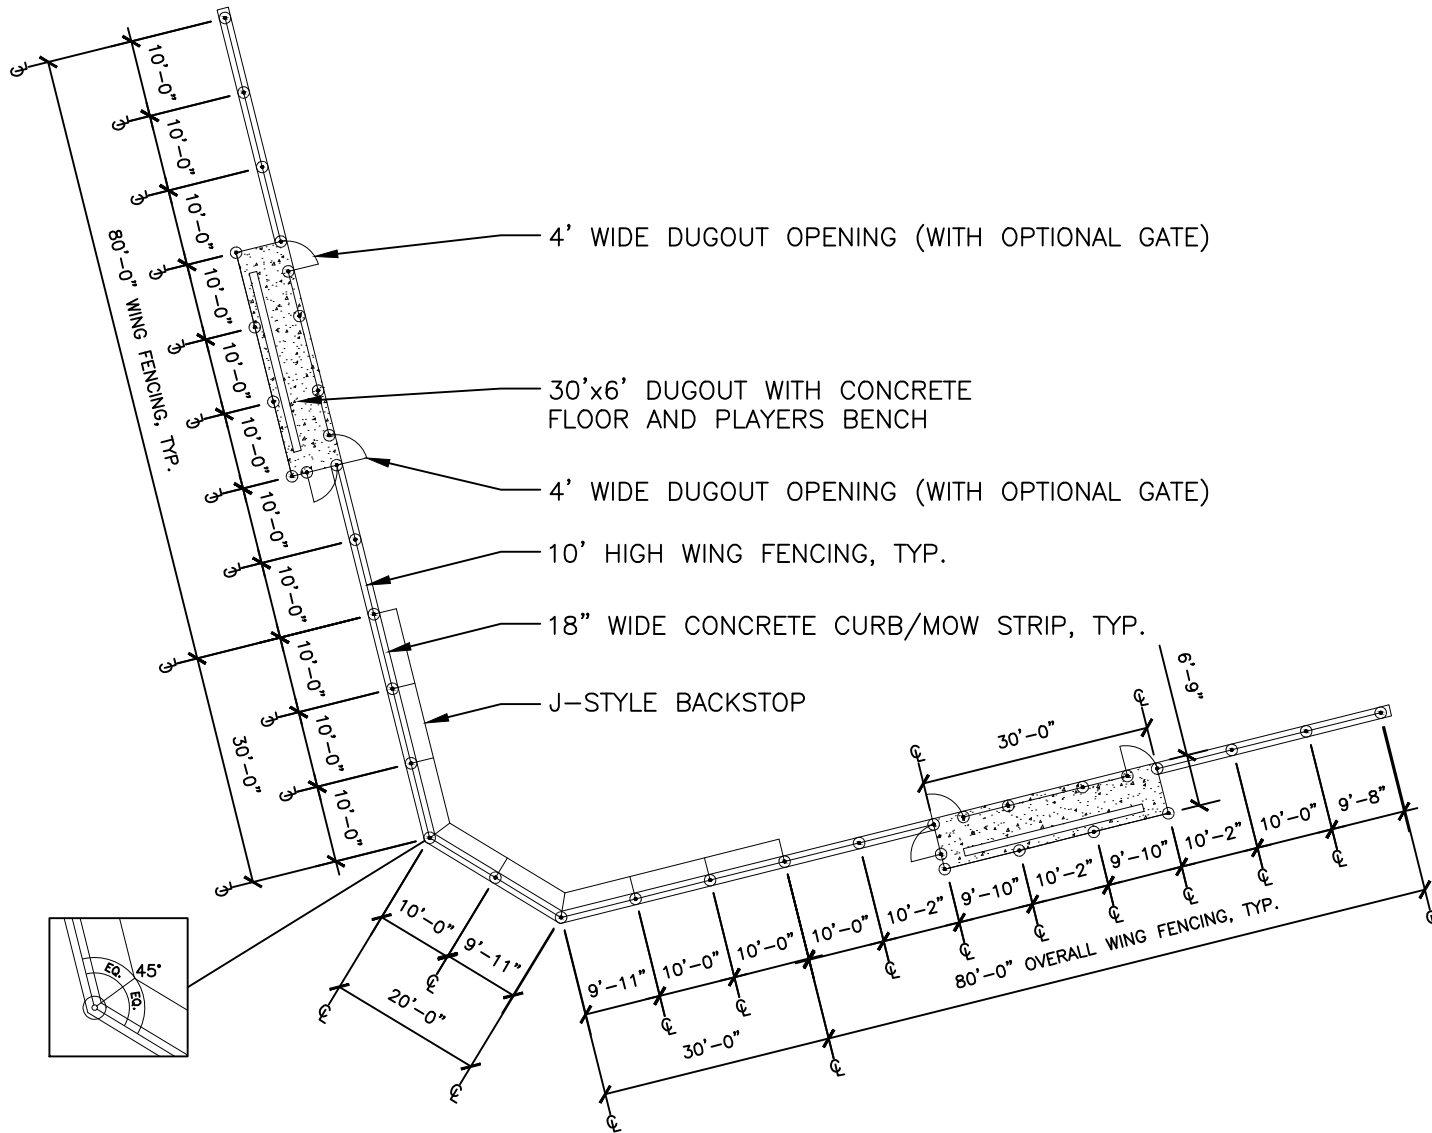 10'-0"
10'-0"
10'-0"
10'-0"
10'-0"
10'-0"
10'-0"
10'-0"
10'-0"
10'-0"
10'-0"
80'-0" WING FENCING, TYP.
30'-0"
4' WIDE DUGOUT OPENING (WITH OPTIONAL GATE)
30'x6' DUGOUT WITH CONCRETE
FLOOR AND PLAYERS BENCH
4' WIDE DUGOUT OPENING (WITH OPTIONAL GATE)
10' HIGH WING FENCING, TYP.
18" WIDE CONCRETE CURB/MOW STRIP, TYP.
J-STYLE BACKSTOP
6'-9"
30'-0"
10'-0"
9'-11"
20'-0"
9'-11"
10'-0"
10'-0"
10'-0"
10'-2"
9'-10"
10'-2"
9'-10"
10'-2"
10'-0"
9'-8"
30'-0"
80'-0" OVERALL WING FENCING, TYP.
EQ.
45°
EQ.